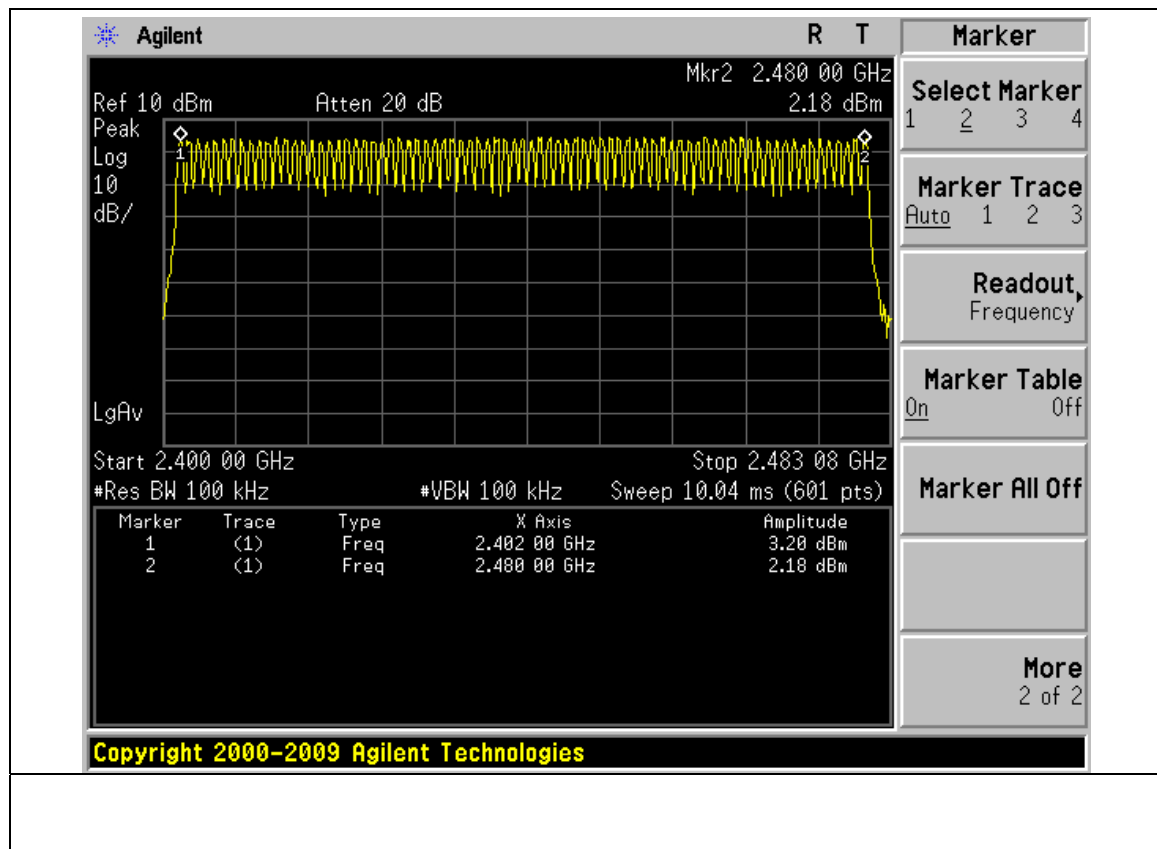 Agilent R T
Mkr2 2.480 00 GHz
Ref 10 dBm Atten 20 dB 2.18 dBm
Peak
Log
10
dB/
1
2
LgAv
Start 2.400 00 GHz Stop 2.483 08 GHz
#Res BW 100 kHz #VBW 100 kHz Sweep 10.04 ms (601 pts)
Marker Trace Type X Axis Amplitude
1 (1) Freq 2.402 00 GHz 3.20 dBm
2 (1) Freq 2.480 00 GHz 2.18 dBm
Copyright 2000-2009 Agilent Technologies
Marker
Select Marker
1 2 3 4
Marker Trace
Auto 1 2 3
Readout
Frequency
Marker Table
On Off
Marker All Off
More
2 of 2